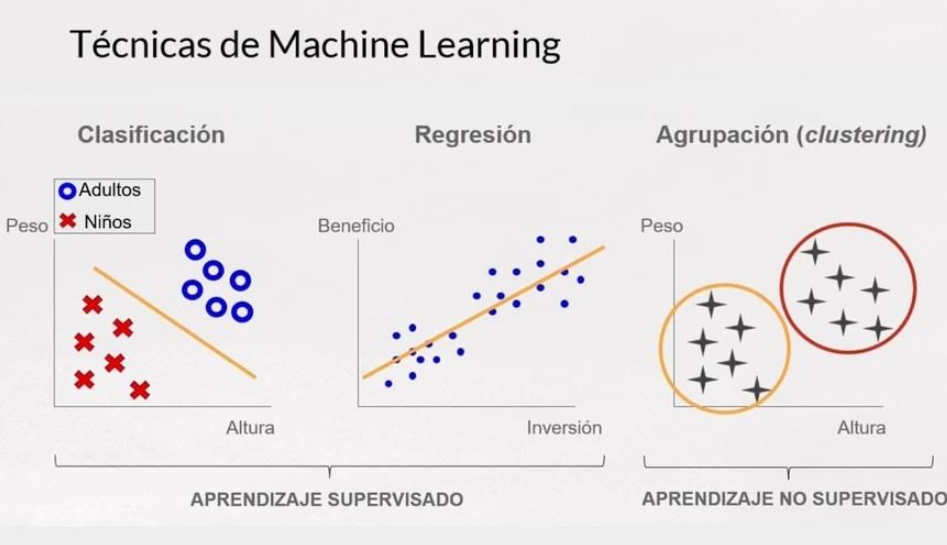 Técnicas de Machine Learning
Clasificación
Adultos
Niños
Peso
Altura
Regresión
Beneficio
Inversión
APRENDIZAJE SUPERVISADO
Agrupación (clustering)
Peso
Altura
APRENDIZAJE NO SUPERVISADO